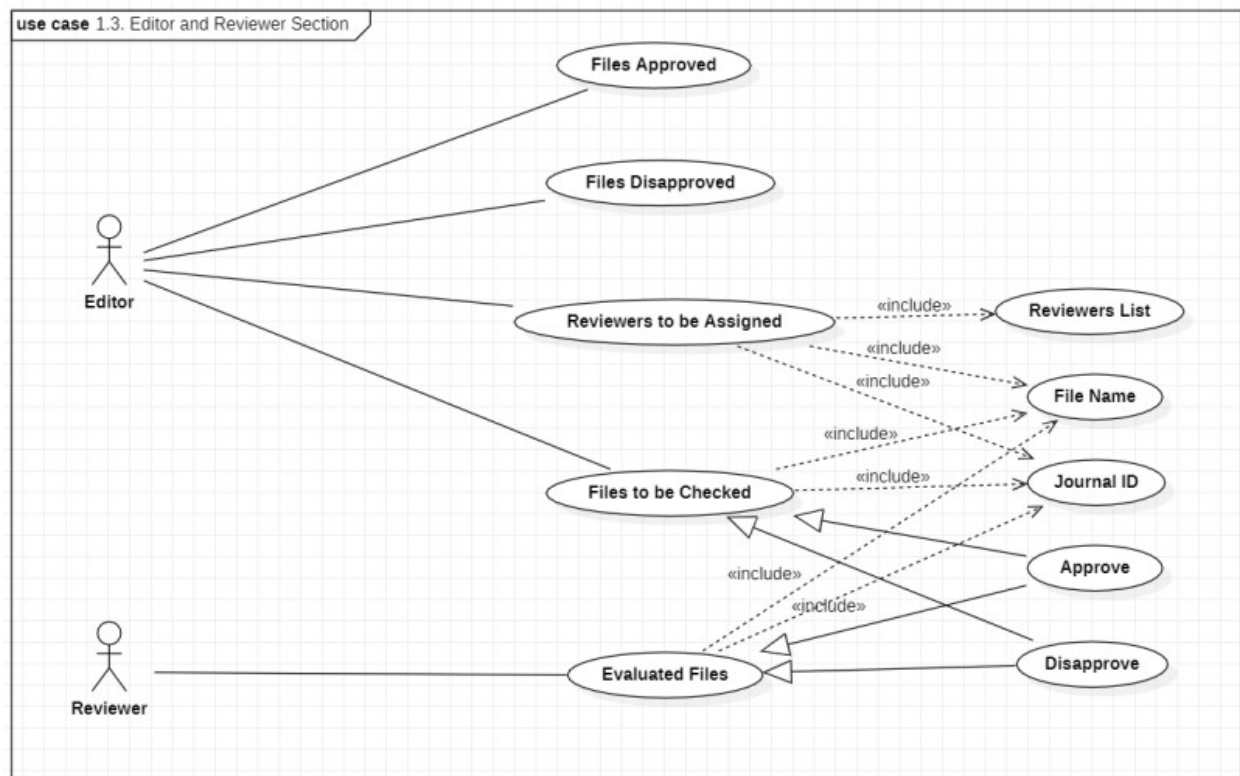 use case 1.3. Editor and Reviewer Section
Files Approved
Files Disapproved
Editor
Reviewers to be Assigned
«include»
Reviewers List
«include»
«include»
File Name
«include»
Files to be Checked
«include»
Journal ID
Approve
«include»
«include»
Evaluated Files
Disapprove
Reviewer